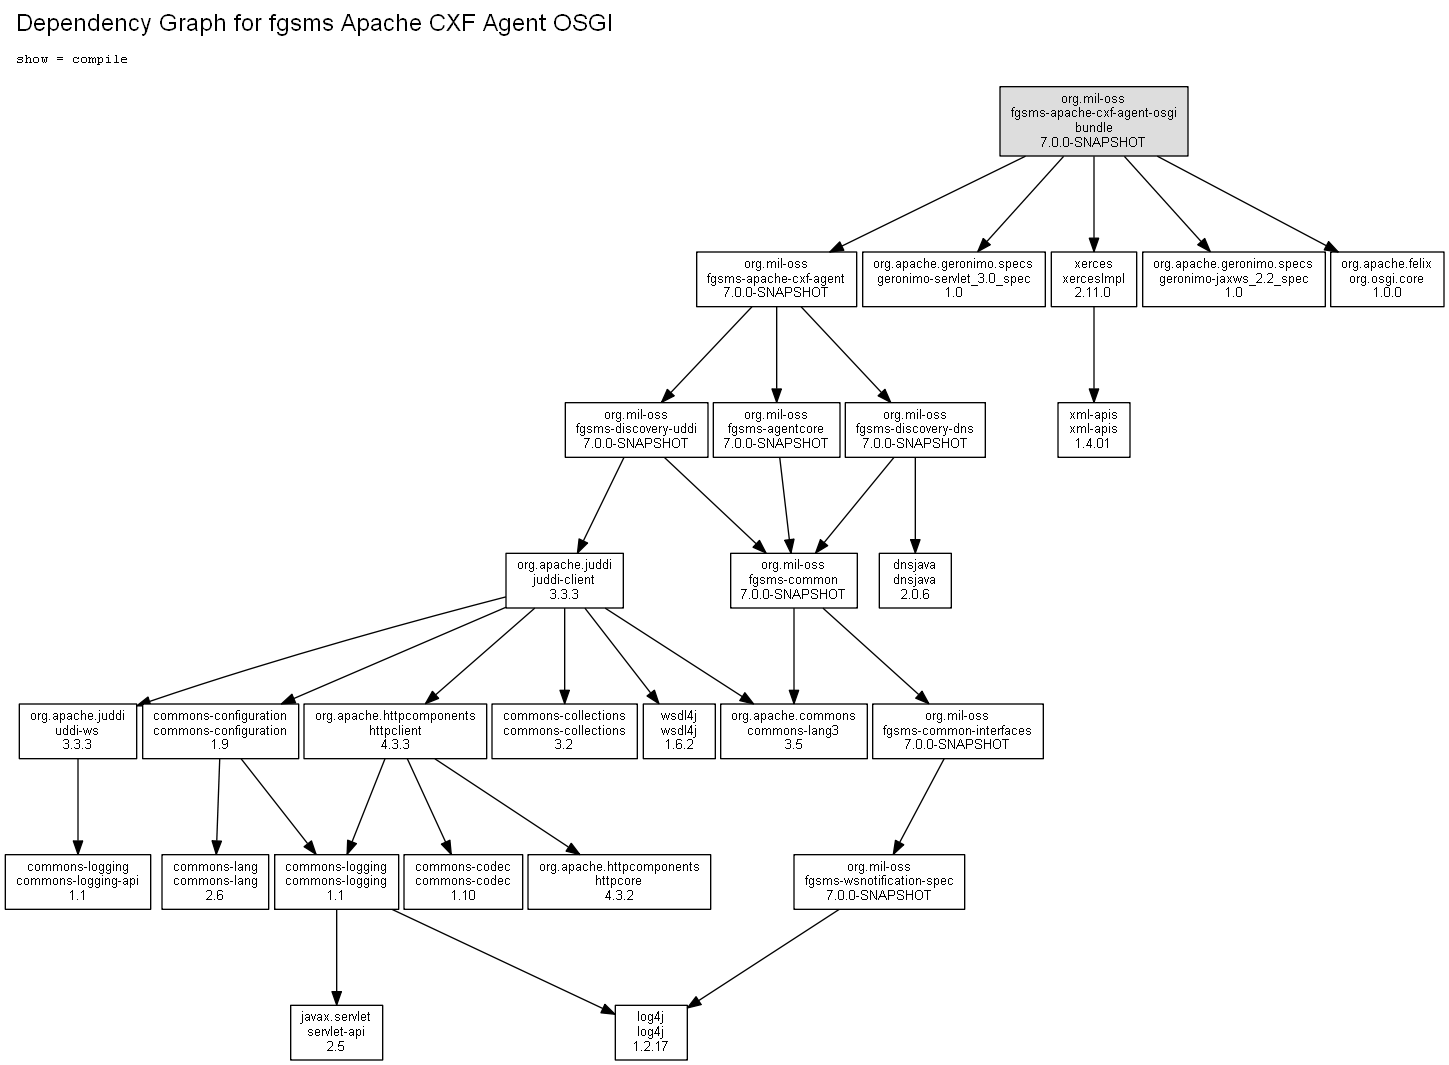 Dependency Graph for fgsms Apache CXF Agent OSGI
show = compile
org.mil-oss
fgsms-apache-cxf-agent-osgi
bundle
7.0.0-SNAPSHOT
org.mil-oss
fgsms-apache-cxf-agent
7.0.0-SNAPSHOT
org.apache.geronimo.specs
geronimo-servlet_3.0_spec
1.0
xerces
xercesImpl
2.11.0
org.apache.geronimo.specs
geronimo-jaxws_2.2_spec
1.0
org.apache.felix
org.osgi.core
1.0.0
org.mil-oss
fgsms-discovery-uddi
7.0.0-SNAPSHOT
org.mil-oss
fgsms-agentcore
7.0.0-SNAPSHOT
org.mil-oss
fgsms-discovery-dns
7.0.0-SNAPSHOT
xml-apis
xml-apis
1.4.01
org.apache.juddi
juddi-client
3.3.3
org.mil-oss
fgsms-common
7.0.0-SNAPSHOT
dnsjava
dnsjava
2.0.6
org.apache.juddi
uddi-ws
3.3.3
commons-configuration
commons-configuration
1.9
org.apache.httpcomponents
httpclient
4.3.3
commons-collections
commons-collections
3.2
wsdl4j
wsdl4j
1.6.2
org.apache.commons
commons-lang3
3.5
org.mil-oss
fgsms-common-interfaces
7.0.0-SNAPSHOT
commons-logging
commons-logging-api
1.1
commons-lang
commons-lang
2.6
commons-logging
commons-logging
1.1
commons-codec
commons-codec
1.10
org.apache.httpcomponents
httpcore
4.3.2
org.mil-oss
fgsms-wsnotification-spec
7.0.0-SNAPSHOT
javax.servlet
servlet-api
2.5
log4j
log4j
1.2.17